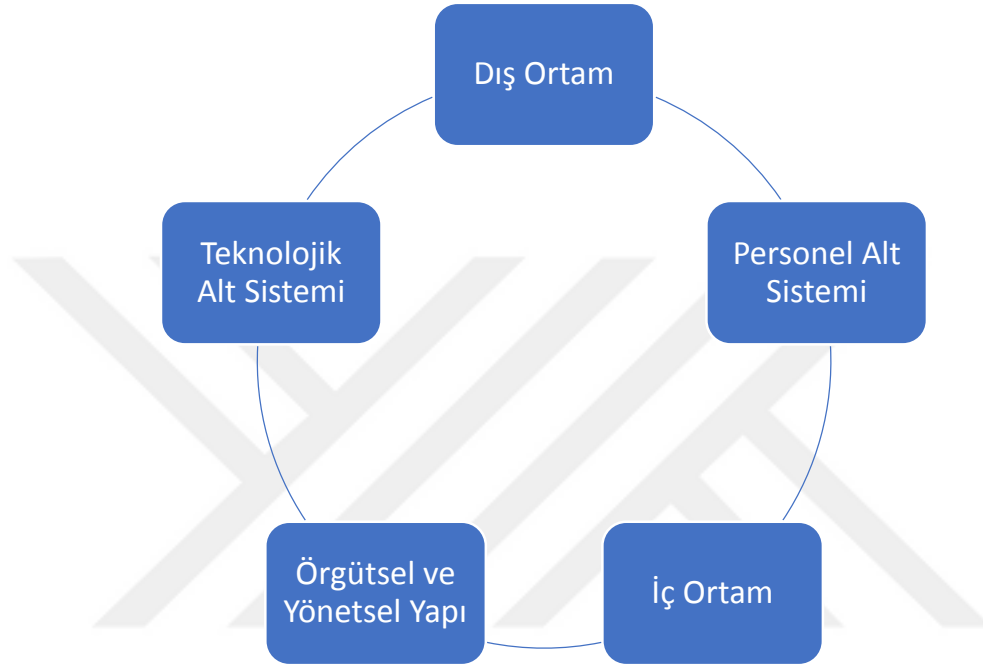 Dış Ortam
Personel Alt
Sistemi
İç Ortam
Örgütsel ve
Yönetsel Yapı
Teknolojik
Alt Sistemi